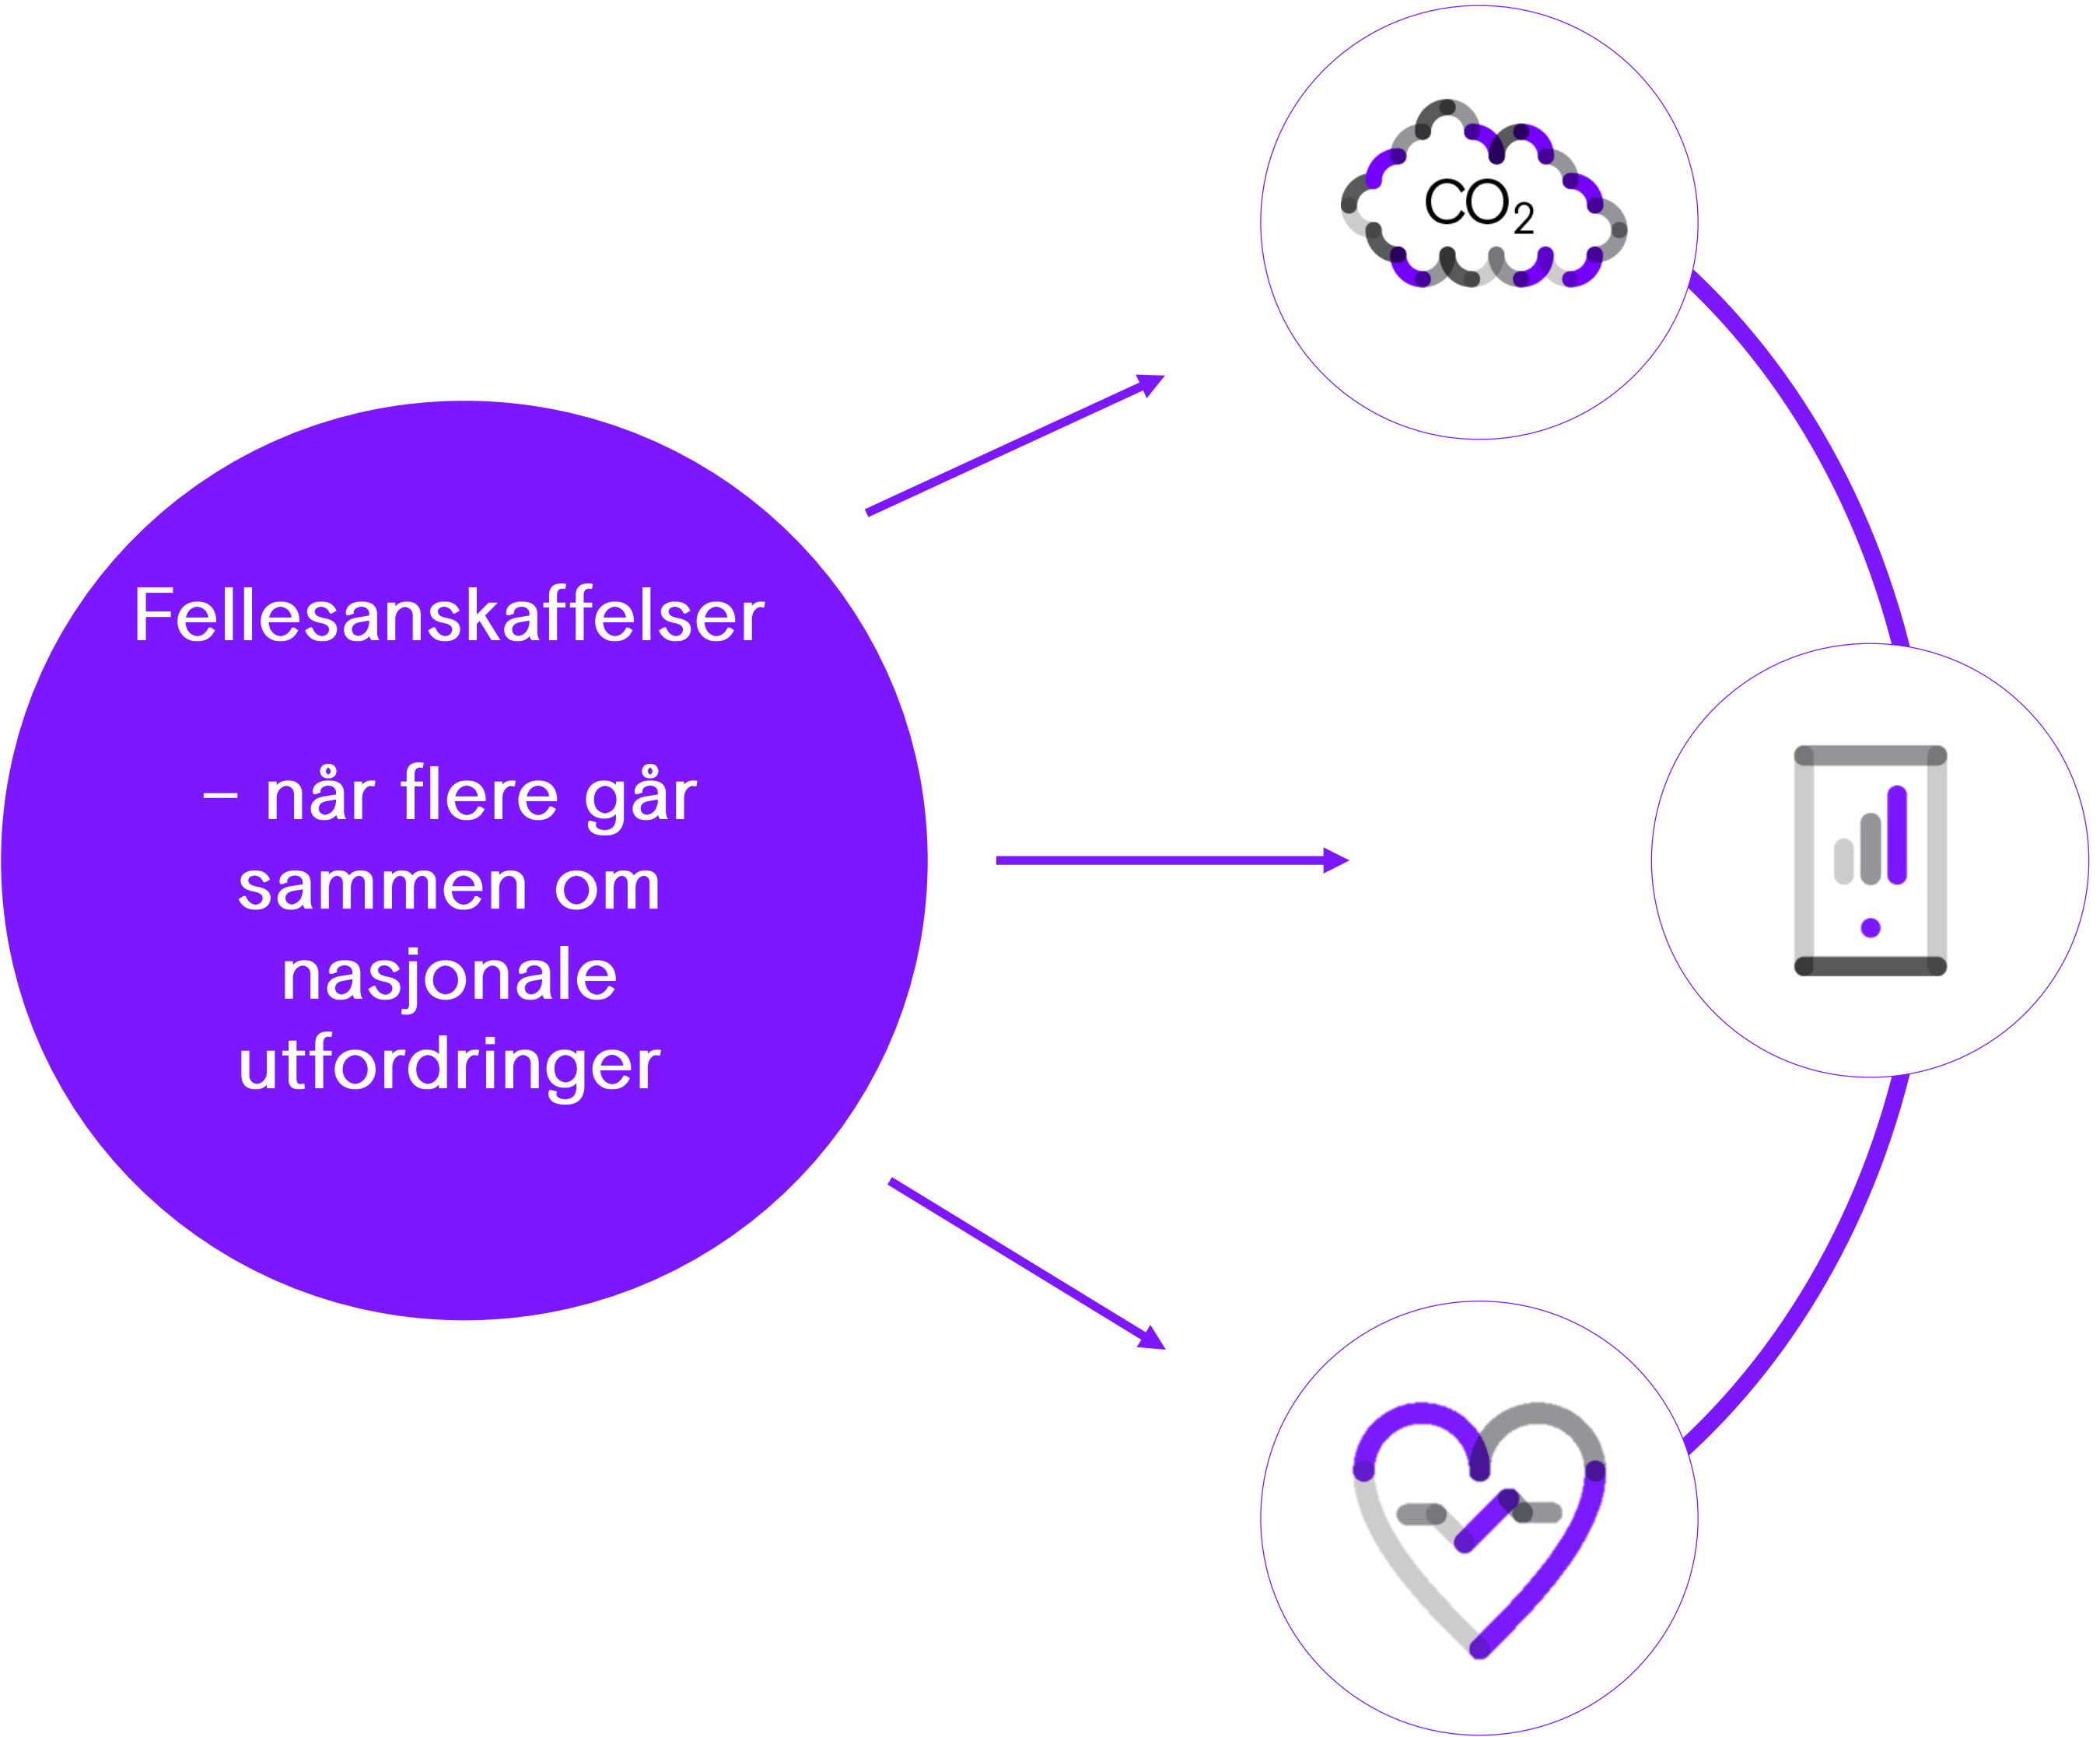 Fellesanskaffelser
– når flere går
sammen om
nasjonale
utfordringer
CO₂